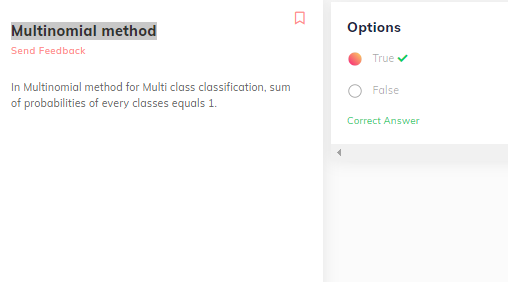 Multinomial method
Send Feedback
In Multinomial method for Multi class classification, sum
of probabilities of every classes equals 1.
Options
True
False
Correct Answer